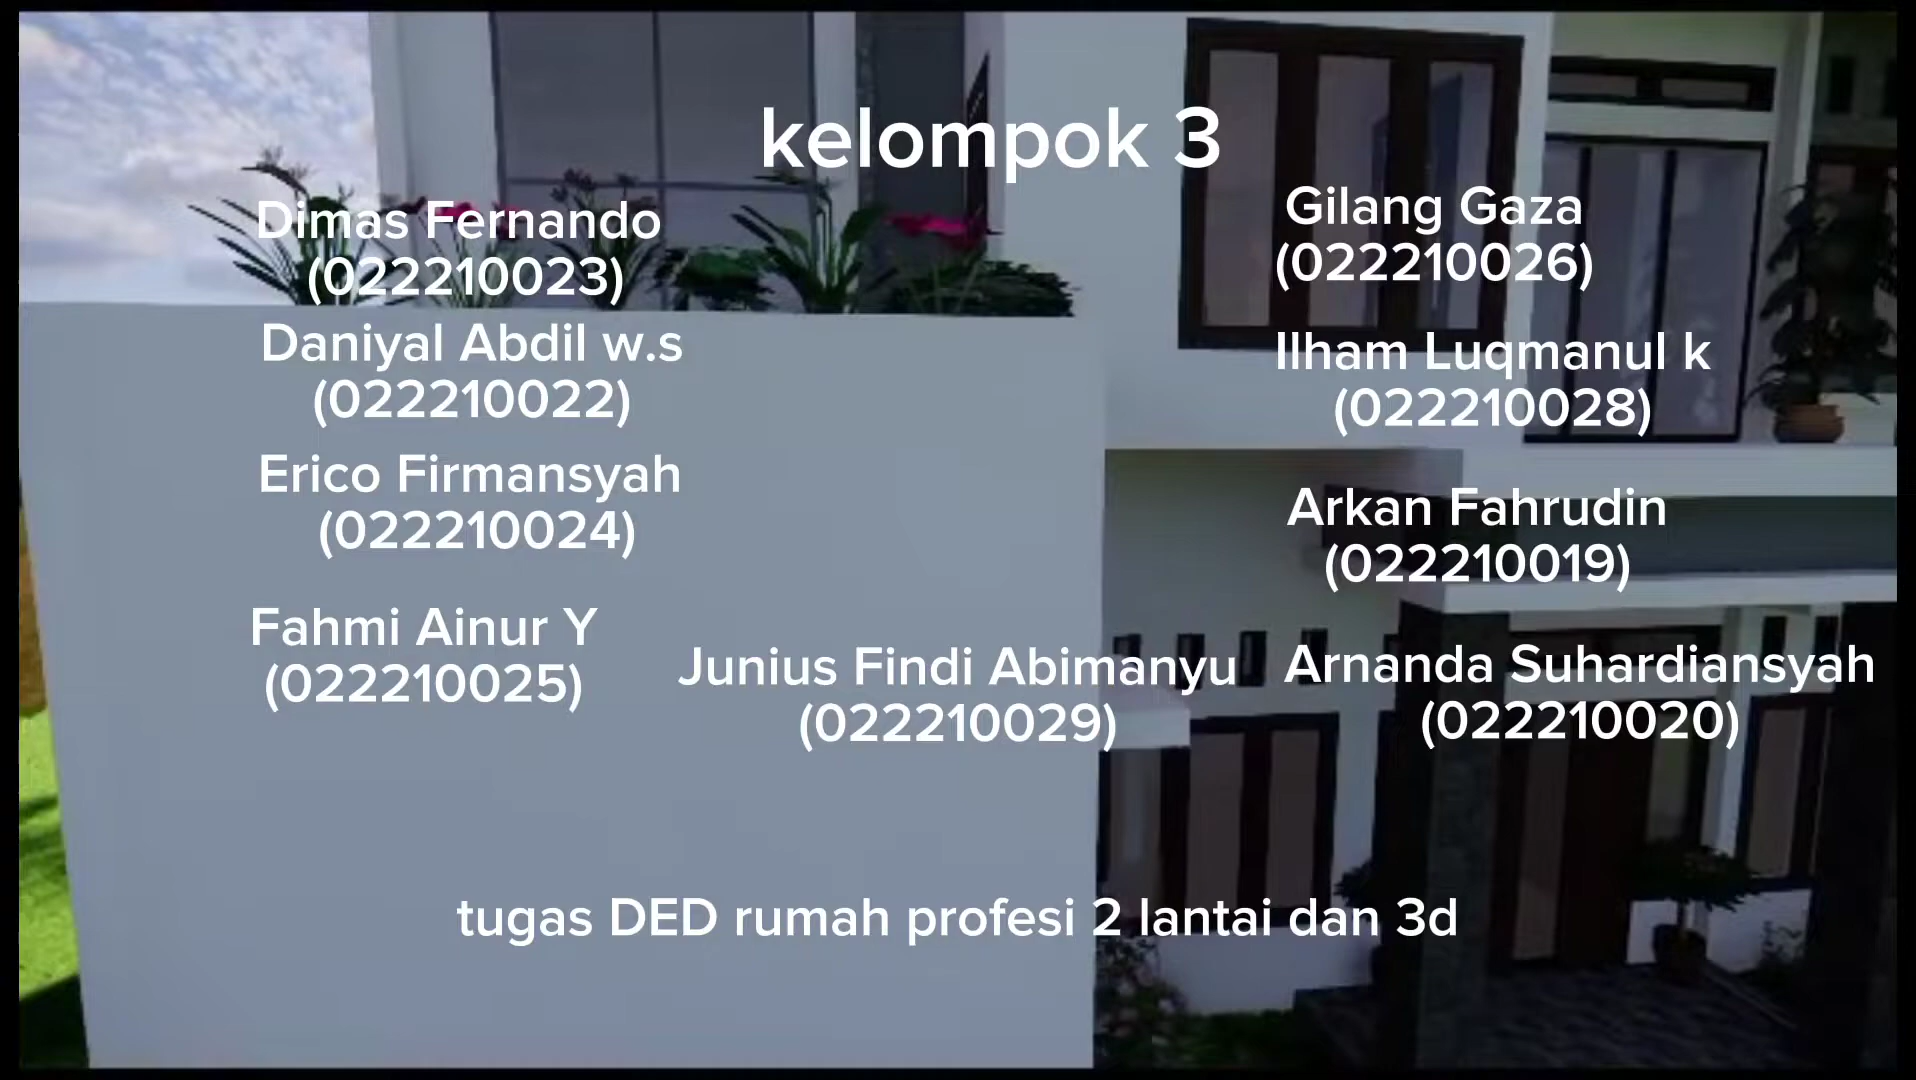 kelompok 3
Dimas Fernando
(022210023)
Daniyal Abdil w.s
(022210022)
Erico Firmansyah
(022210024)
Fahmi Ainur Y
(022210025)
Junius Findi Abimanyu
(022210029)
Gilang Gaza
(022210026)
Ilham Luqmanul k
(022210028)
Arkan Fahrudin
(022210019)
Arnanda Suhardiansyah
(022210020)
tugas DED rumah profesi 2 lantai dan 3d